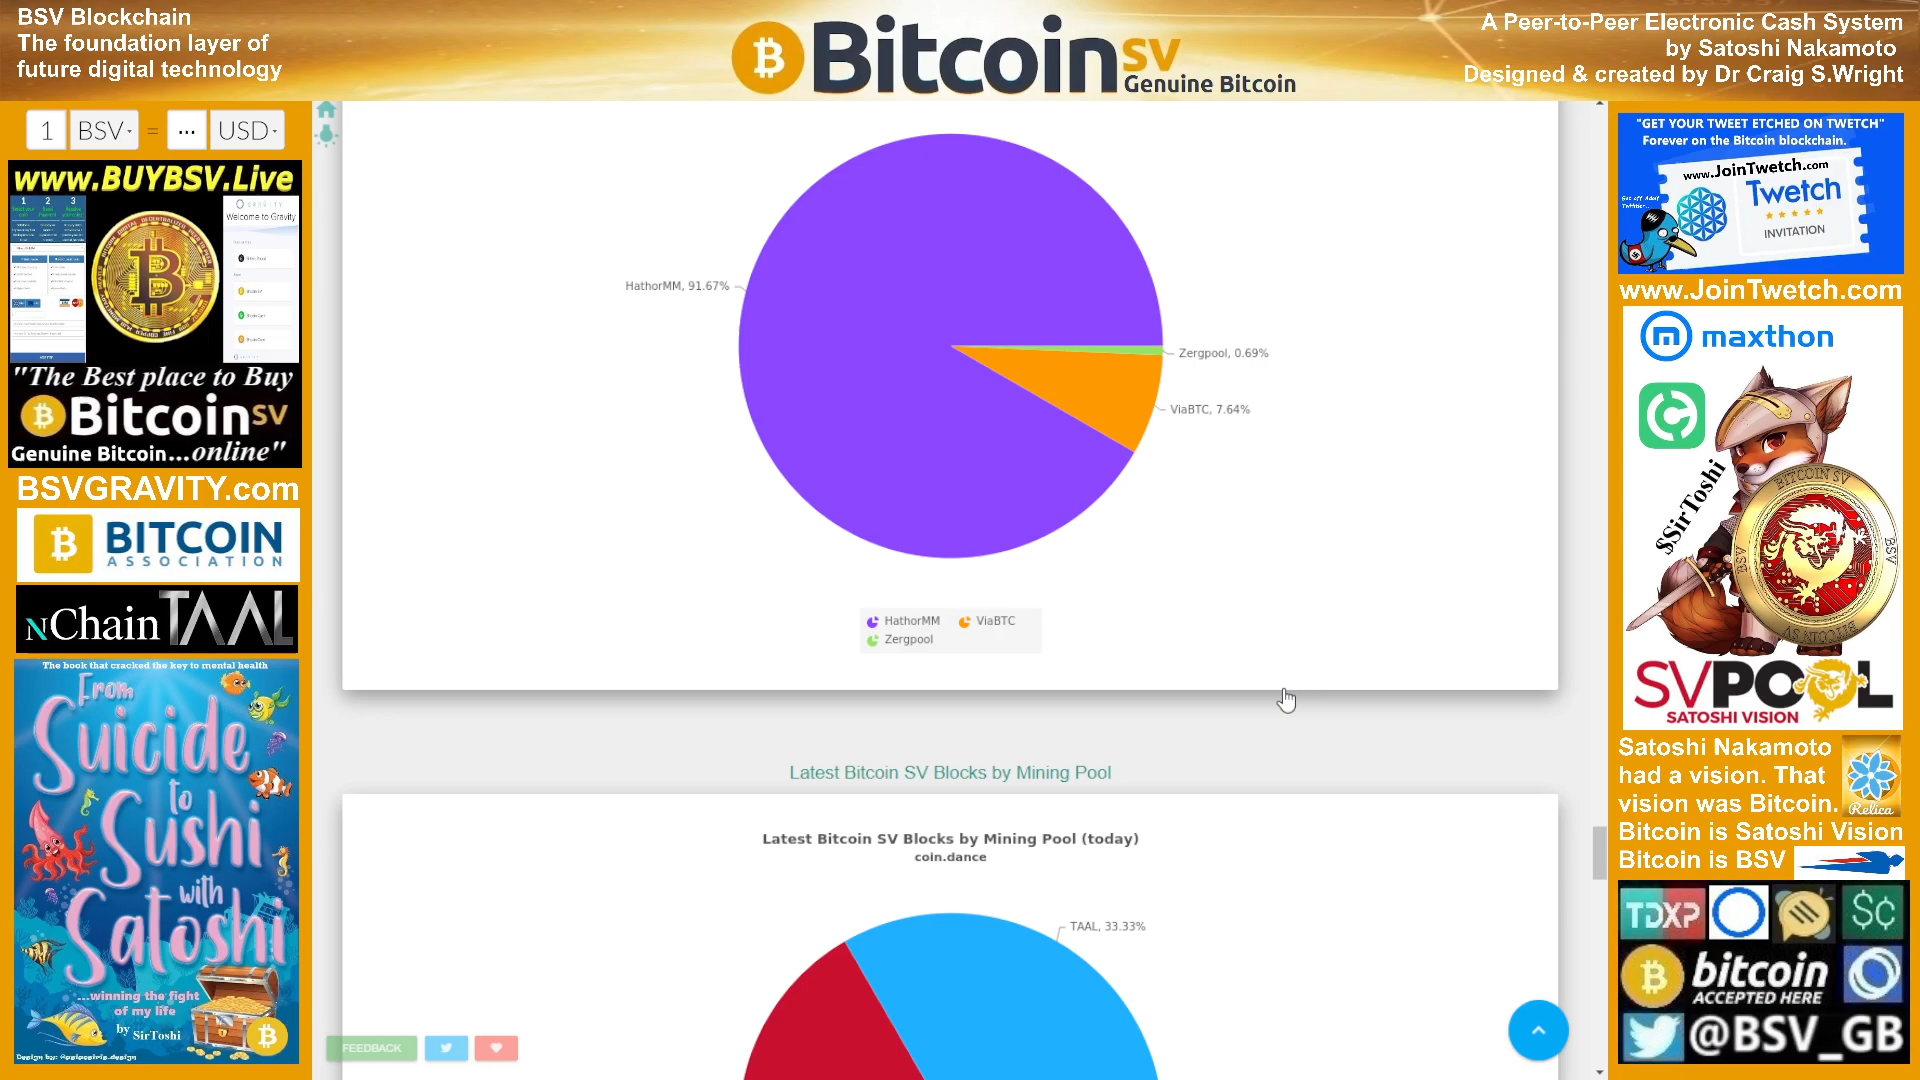 BSV Blockchain
The foundation layer of
future digital technology
Bitcoin SV
Genuine Bitcoin
A Peer-to-Peer Electronic Cash System
by Satoshi Nakamoto
Designed & created by Dr Craig S.Wright
1 BSV = ... USD
www.BUYBSV.Live
1 2 3
GRAVITY
Welcome to Gravity
"The Best place to Buy
Bitcoin SV
Genuine Bitcoin...online"
BSVGRAVITY.com
BITCOIN
ASSOCIATION
nChain TAAL
The book that cracked the key to mental health
From
Suicide
to
Sushi
with
Satoshi
...winning the fight
of my life
by SirToshi
HathorMM, 91.67%
Zergpool, 0.69%
ViaBTC, 7.64%
HathorMM ViaBTC
Zergpool
Latest Bitcoin SV Blocks by Mining Pool
Latest Bitcoin SV Blocks by Mining Pool (today)
coin.dance
TAAL, 33.33%
FEEDBACK
"GET YOUR TWEET ETCHED ON TWETCH"
Forever on the Bitcoin blockchain.
www.JoinTwetch.com
Twetch
INVITATION
www.JoinTwetch.com
maxthon
$SirToshi
BITCOIN SV
BSV
BSV
BITCOIN SV
SVPOOL
SATOSHI VISION
Satoshi Nakamoto
had a vision. That
vision was Bitcoin.
Relica
Bitcoin is Satoshi Vision
Bitcoin is BSV
TDXP
$C
bitcoin
ACCEPTED HERE
@BSV_GB